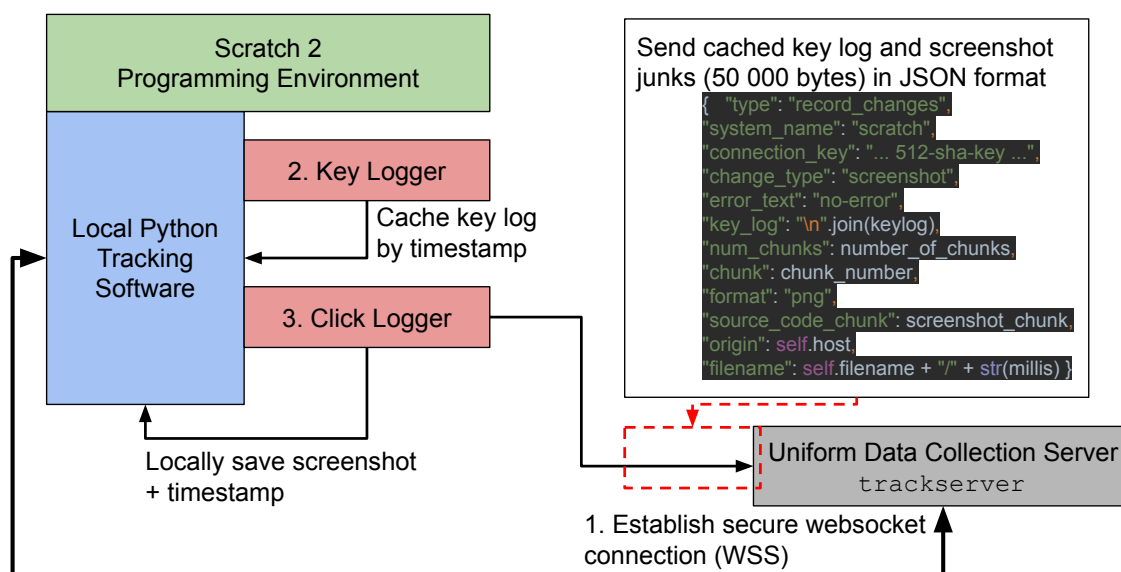 Scratch 2
Programming Environment
Local Python
Tracking
Software
2. Key Logger
Cache key log
by timestamp
3. Click Logger
Locally save screenshot
+ timestamp
Send cached key log and screenshot
junks (50 000 bytes) in JSON format
{ "type": "record_changes",
"system_name": "scratch",
"connection_key": "... 512-sha-key ...",
"change_type": "screenshot",
"error_text": "no-error",
"key_log": "\n".join(keylog),
"num_chunks": number_of_chunks,
"chunk": chunk_number,
"format": "png",
"source_code_chunk": screenshot_chunk,
"origin": self.host,
"filename": self.filename + "/" + str(millis) }
Uniform Data Collection Server
trackserver
1. Establish secure websocket
connection (WSS)